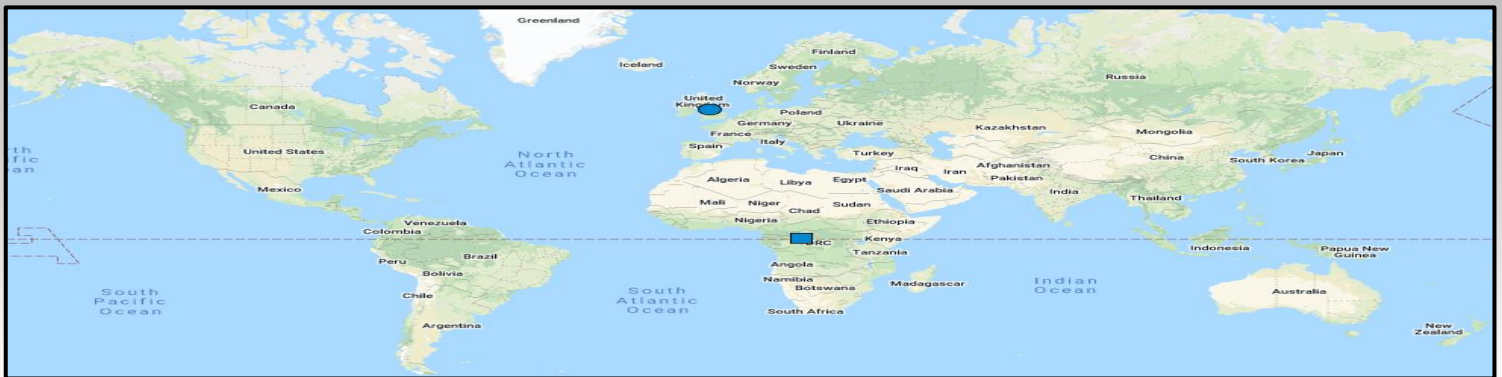 Greenland
Finland
Iceland
Sweden
Russia
Norway
United
Kingdom
Canada
Poland
Germany
Ukraine
Kazakhstan
Mongolia
France
Italy
Spain
United States
North
Atlantic
Ocean
Turkey
Japan
China
South Korea
Iraq
Afghanistan
Iran
Pakistan
Algeria
Libya
Egypt
Saudi Arabia
India
Mexico
Thailand
Mali
Niger
Chad
Sudan
Nigeria
Ethiopia
Venezuela
Colombia
Kenya
Indonesia
Papua New
Guinea
Tanzania
Brazil
Peru
Angola
Bolivia
Namibia
Botswana
Madagascar
Indian
Ocean
South
Pacific
Ocean
South
Atlantic
Ocean
Chile
Australia
South Africa
Argentina
New
Zealand